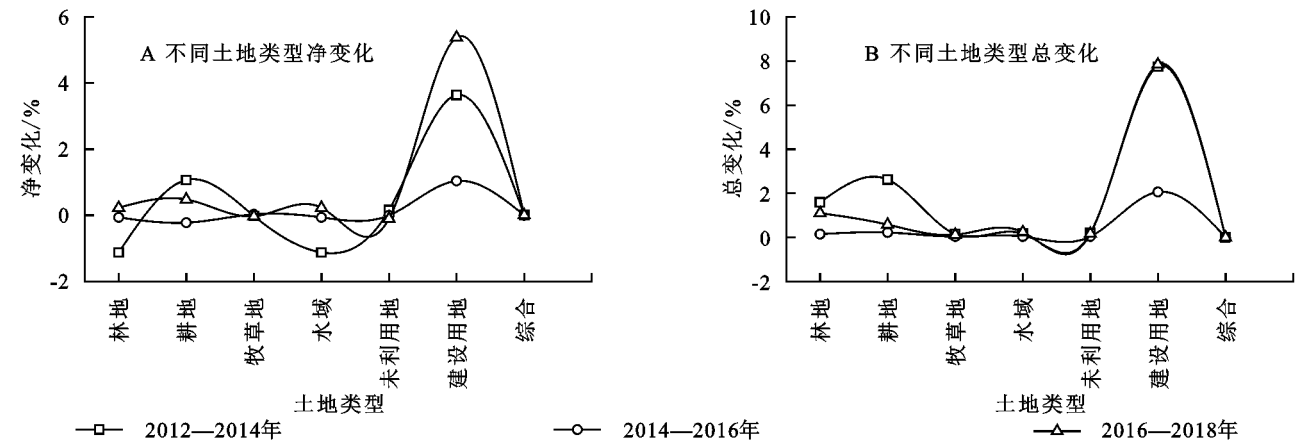 A 不同土地类型净变化
净变化/%
6
4
2
0
-2
林地
耕地
牧草地
水域
未利用地
建设用地
综合
土地类型
B 不同土地类型总变化
总变化/%
10
8
6
4
2
0
-2
林地
耕地
牧草地
水域
未利用地
建设用地
综合
土地类型
2012—2014年
2014—2016年
2016—2018年